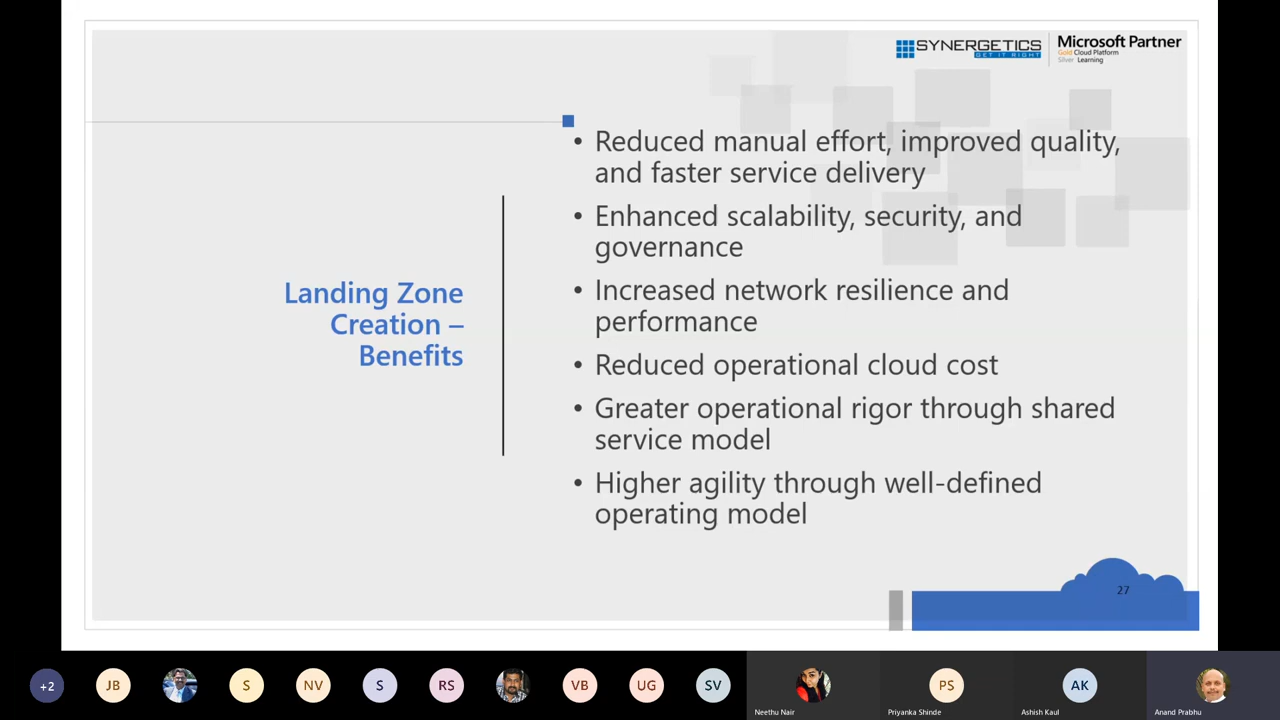 SYNERGETICS
GET IT RIGHT
Microsoft Partner
Gold Cloud Platform
Silver Learning
Landing Zone
Creation –
Benefits
• Reduced manual effort, improved quality,
and faster service delivery
• Enhanced scalability, security, and
governance
• Increased network resilience and
performance
• Reduced operational cloud cost
• Greater operational rigor through shared
service model
• Higher agility through well-defined
operating model
27
+2
JB
S
NV
S
RS
VB
UG
SV
PS
AK
Neethu Nair
Priyanka Shinde
Ashish Kaul
Anand Prabhu